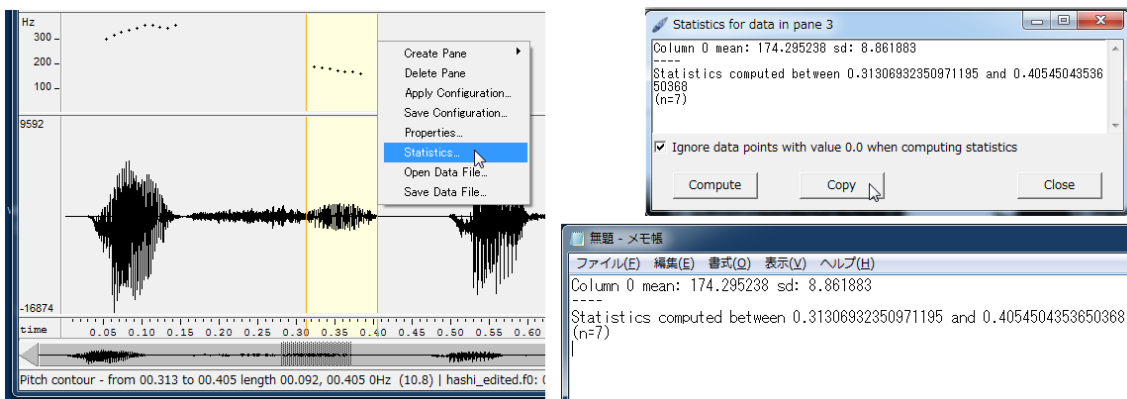 Hz
300
200
100
9592
-16874
time
0.05 0.10 0.15 0.20 0.25 0.30 0.35 0.40 0.45 0.50 0.55 0.60
Pitch contour - from 00.313 to 00.405 length 00.092, 00.405 0Hz (10.8) | hashi_edited.f0:
Create Pane
Delete Pane
Apply Configuration...
Save Configuration...
Properties...
Statistics...
Open Data File...
Save Data File...
Statistics for data in pane 3
Column 0 mean: 174.295238 sd: 8.861883
----
Statistics computed between 0.31306932350971195 and 0.40545043536
50368
(n=7)
Ignore data points with value 0.0 when computing statistics
Compute Copy Close
無題 - メモ帳
ファイル(F) 編集(E) 書式(O) 表示(V) ヘルプ(H)
Column 0 mean: 174.295238 sd: 8.861883
----
Statistics computed between 0.31306932350971195 and 0.4054504353650368
(n=7)